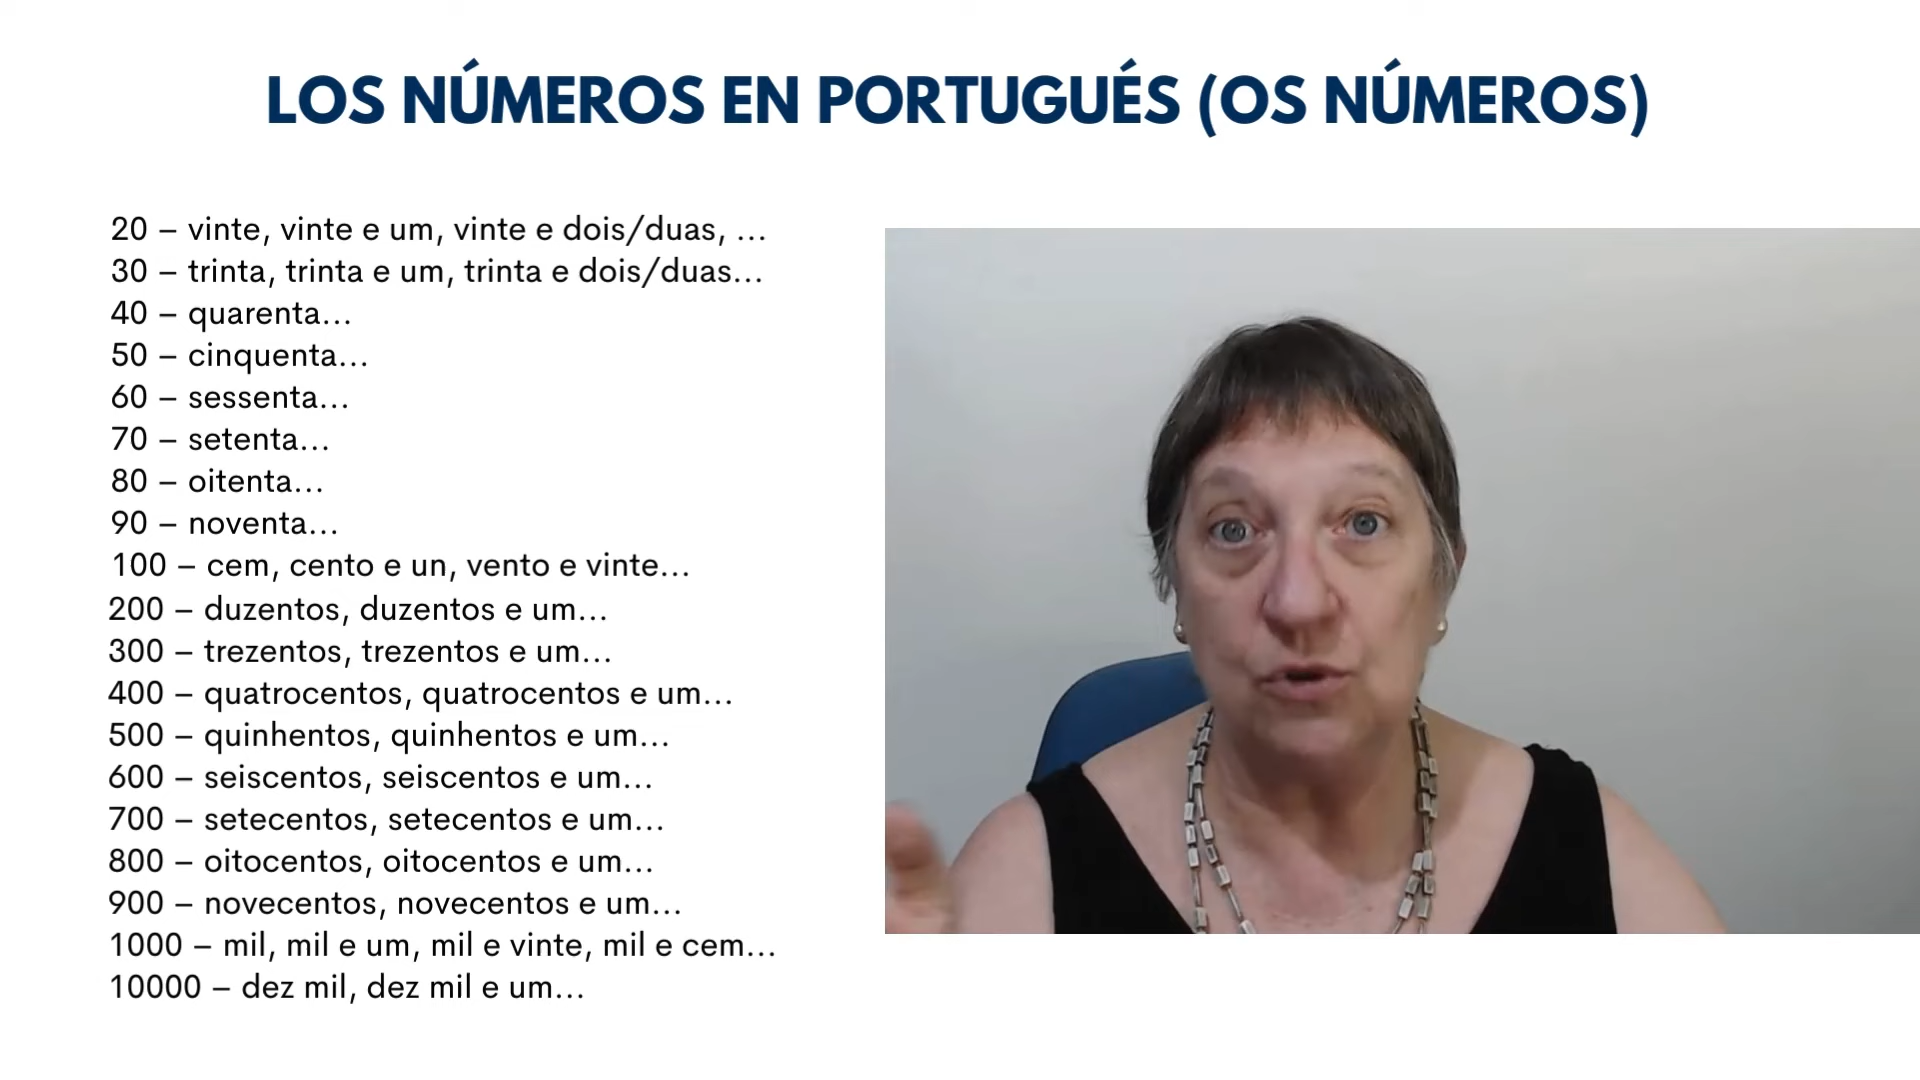 LOS NÚMEROS EN PORTUGUÉS (OS NÚMEROS)
20 – vinte, vinte e um, vinte e dois/duas, ...
30 – trinta, trinta e um, trinta e dois/duas...
40 – quarenta...
50 – cinquenta...
60 – sessenta...
70 – setenta...
80 – oitenta...
90 – noventa...
100 – cem, cento e un, vento e vinte...
200 – duzentos, duzentos e um...
300 – trezentos, trezentos e um...
400 – quatrocentos, quatrocentos e um...
500 – quinhentos, quinhentos e um...
600 – seiscentos, seiscentos e um...
700 – setecentos, setecentos e um...
800 – oitocentos, oitocentos e um...
900 – novecentos, novecentos e um...
1000 – mil, mil e um, mil e vinte, mil e cem...
10000 – dez mil, dez mil e um...